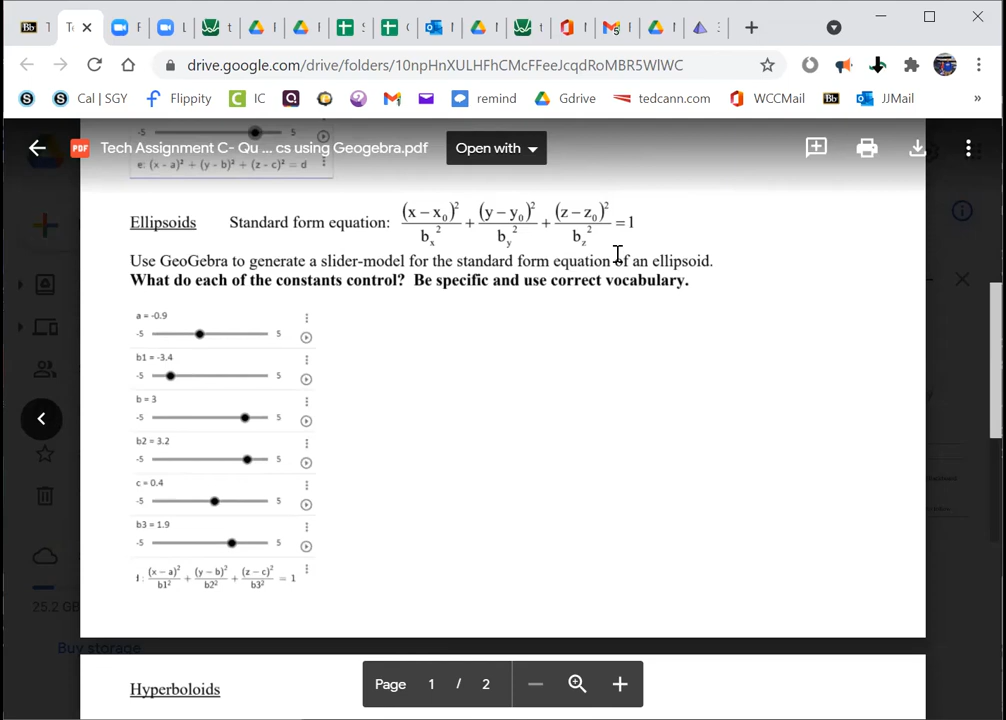 Bb
drive.google.com/drive/folders/10npHnXULHFhCMcFFeeJcqdRoMBR5WlWC
Cal | SGY Flippity IC remind Gdrive tedcann.com WCCMail Bb JJMail »
-5 5
PDF Tech Assignment C- Qu ... cs using Geogebra.pdf Open with
e: (x - a)² + (y - b)² + (z - c)² = d
Ellipsoids Standard form equation: (x − x₀)²/bₓ² + (y − y₀)²/b_y² + (z − z₀)²/b_z² = 1
Use GeoGebra to generate a slider-model for the standard form equation of an ellipsoid.
What do each of the constants control? Be specific and use correct vocabulary.
a = -0.9
-5 5
b1 = -3.4
-5 5
b = 3
-5 5
b2 = 3.2
-5 5
c = 0.4
-5 5
b3 = 1.9
-5 5
f : (x − a)²/b1² + (y − b)²/b2² + (z − c)²/b3² = 1
25.2 GB
Buy storage
Hyperboloids
Page 1 / 2